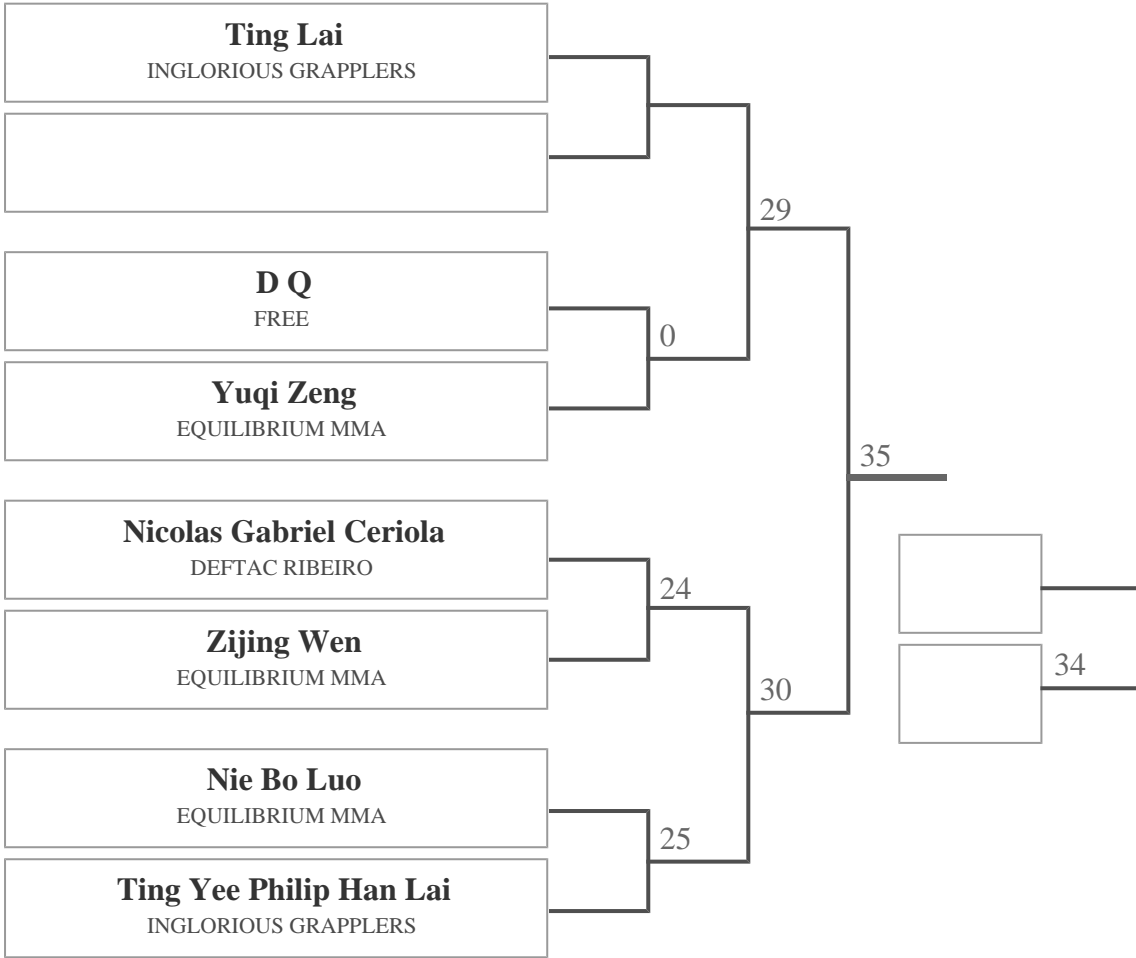 Ting Lai
INGLORIOUS GRAPPLERS
29
D Q
FREE
0
Yuqi Zeng
EQUILIBRIUM MMA
35
Nicolas Gabriel Ceriola
DEFTAC RIBEIRO
24
Zijing Wen
EQUILIBRIUM MMA
34
30
Nie Bo Luo
EQUILIBRIUM MMA
25
Ting Yee Philip Han Lai
INGLORIOUS GRAPPLERS